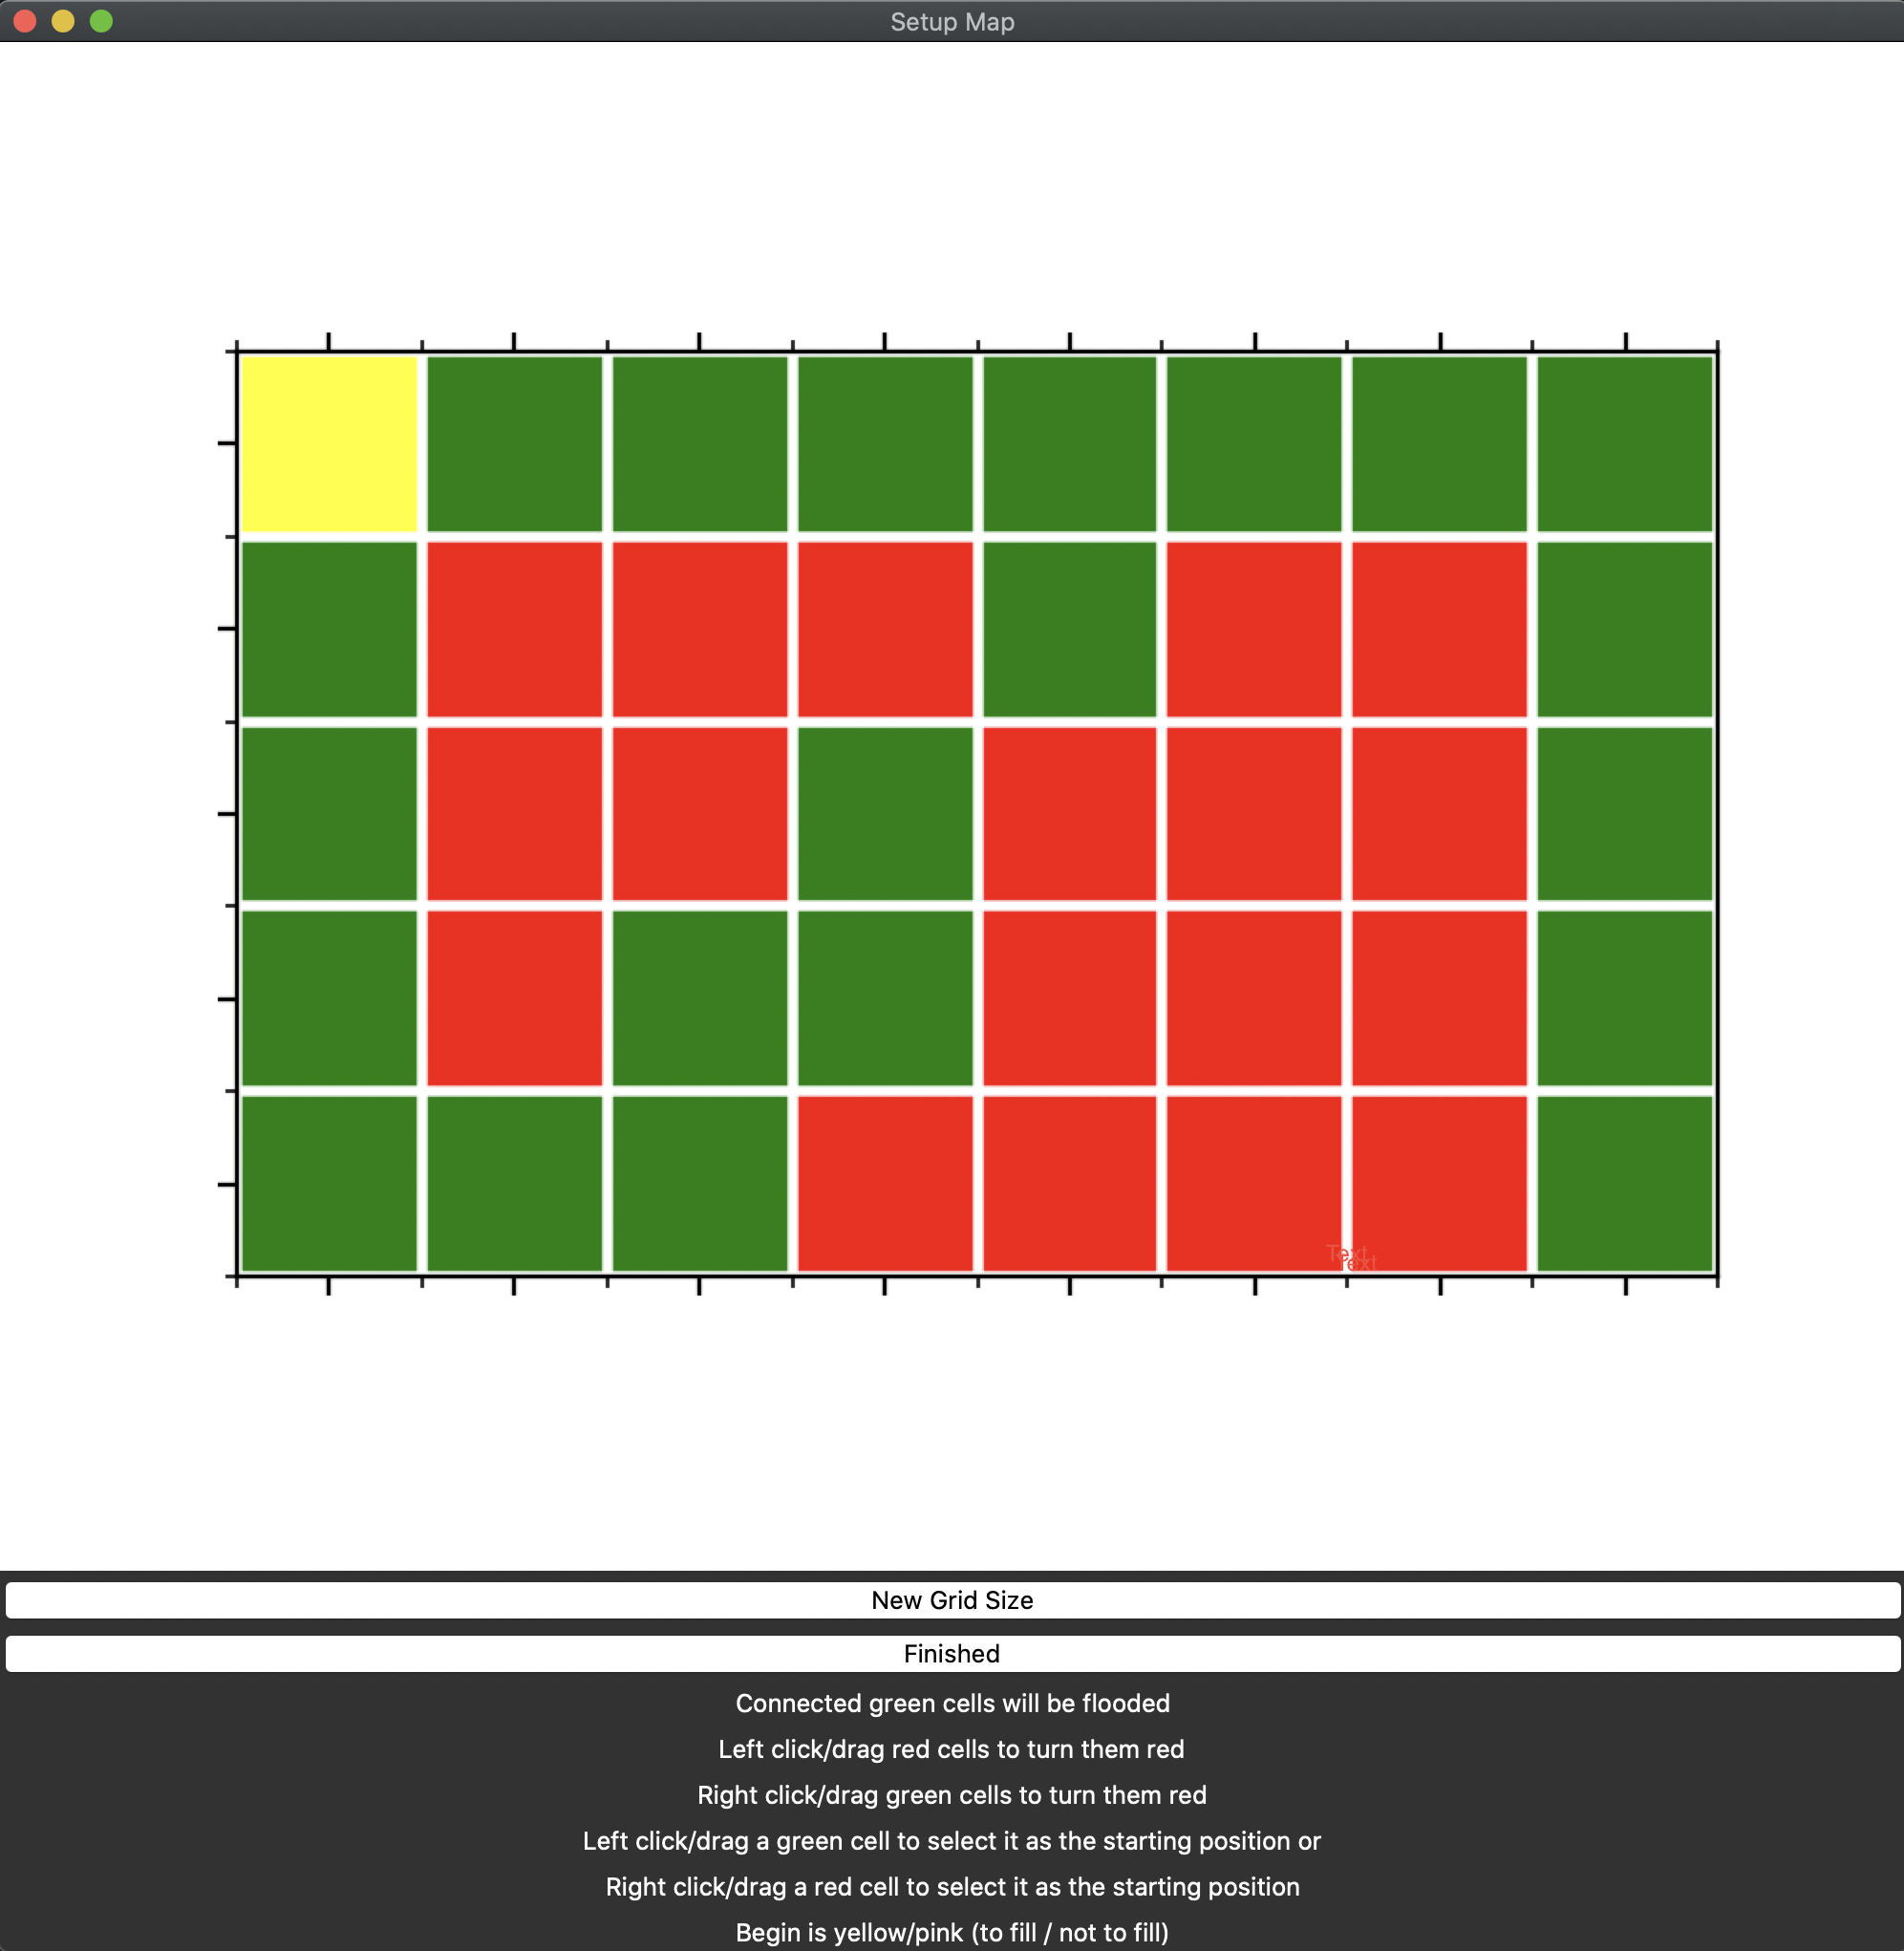 Setup Map
Text
Text
New Grid Size
Finished
Connected green cells will be flooded
Left click/drag red cells to turn them red
Right click/drag green cells to turn them red
Left click/drag a green cell to select it as the starting position or
Right click/drag a red cell to select it as the starting position
Begin is yellow/pink (to fill / not to fill)